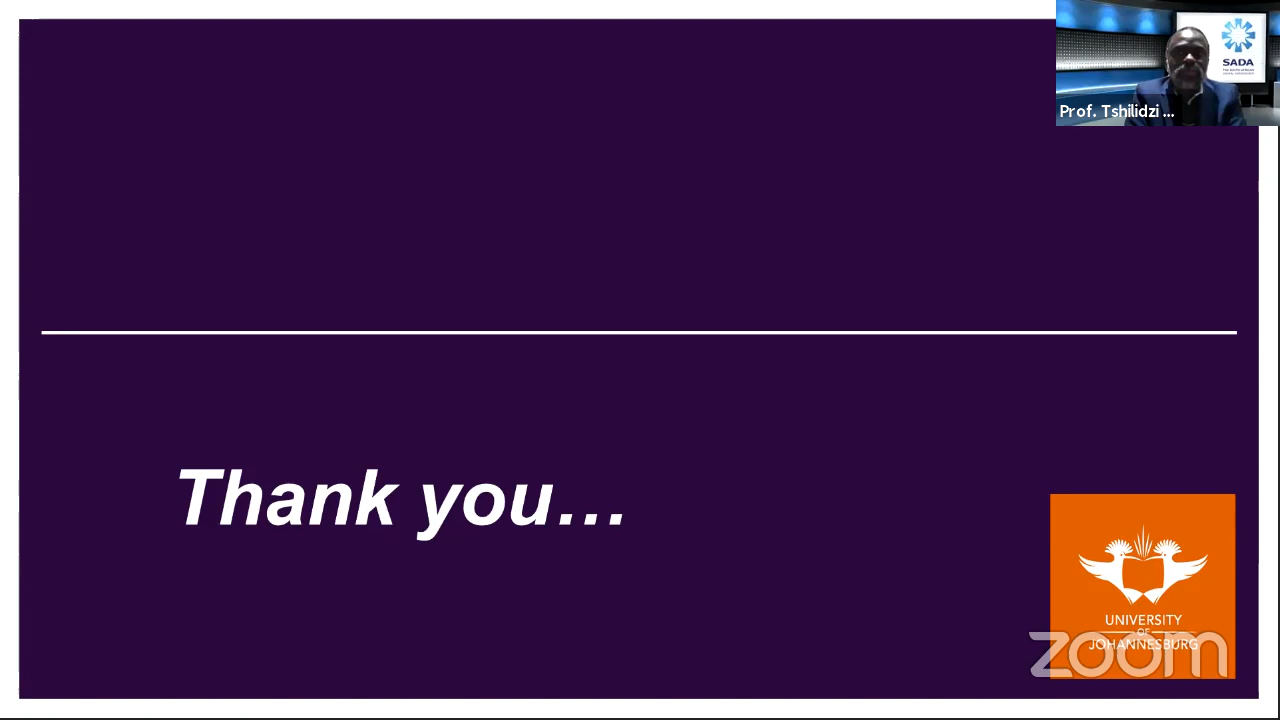 SADA
Prof. Tshilidzi ...
Thank you...
UNIVERSITY
OF
JOHANNESBURG
zoom